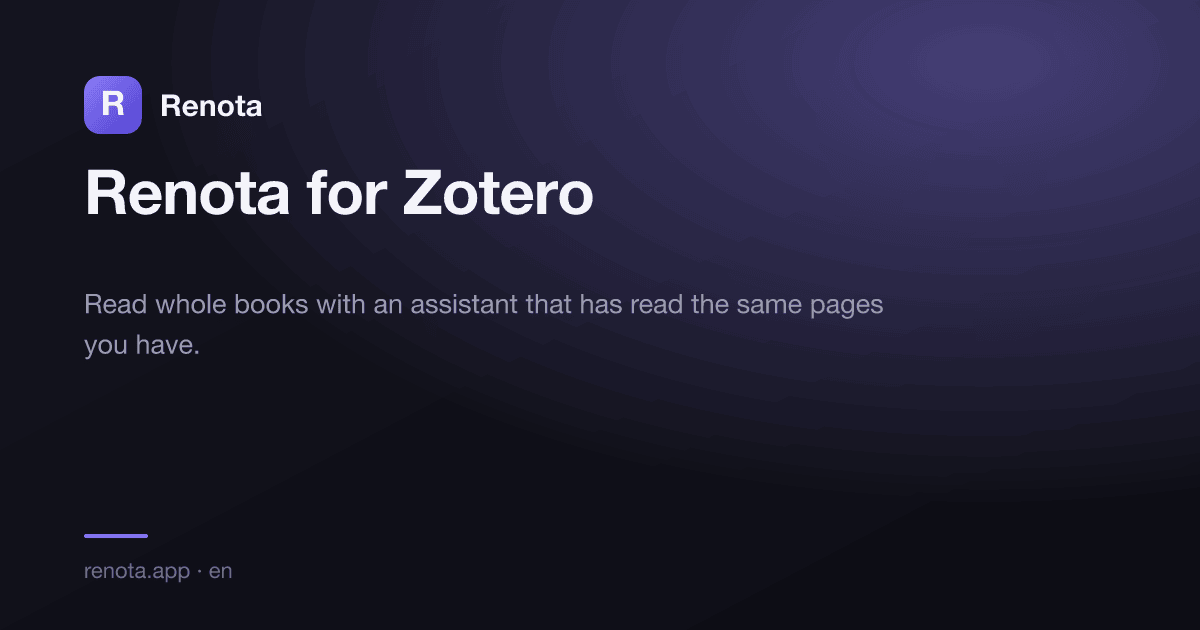 R
Renota
Renota for Zotero
Read whole books with an assistant that has read the same pages
you have.
renota.app · en